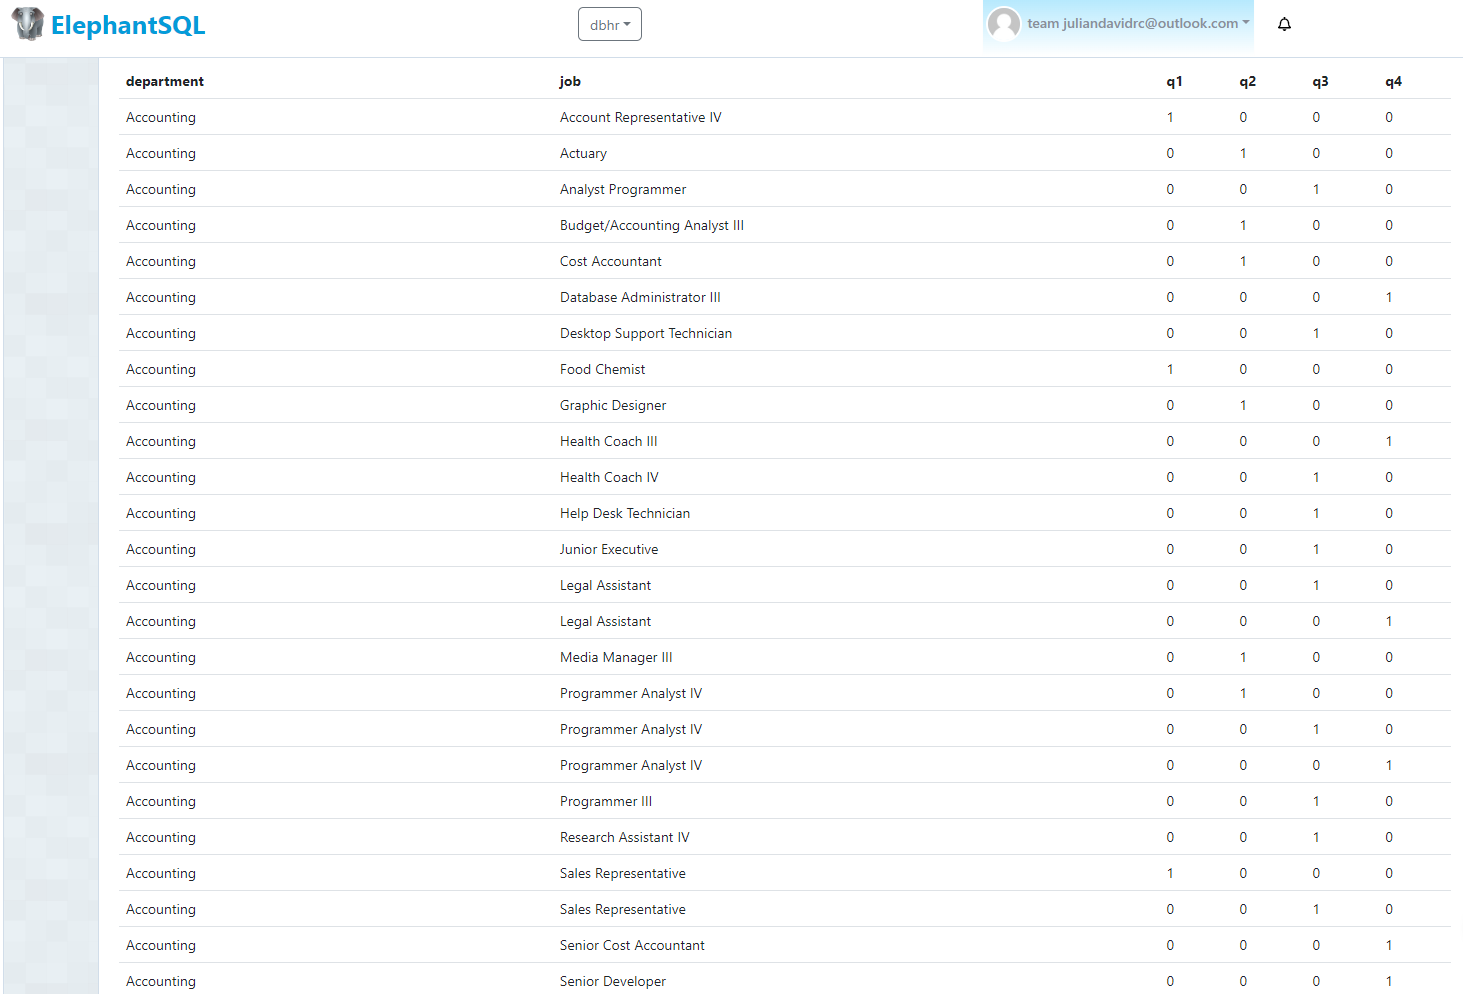 ElephantSQL
dbhr
team juliandavidrc@outlook.com
department job q1 q2 q3 q4
Accounting Account Representative IV 1 0 0 0
Accounting Actuary 0 1 0 0
Accounting Analyst Programmer 0 0 1 0
Accounting Budget/Accounting Analyst III 0 1 0 0
Accounting Cost Accountant 0 1 0 0
Accounting Database Administrator III 0 0 0 1
Accounting Desktop Support Technician 0 0 1 0
Accounting Food Chemist 1 0 0 0
Accounting Graphic Designer 0 1 0 0
Accounting Health Coach III 0 0 0 1
Accounting Health Coach IV 0 0 1 0
Accounting Help Desk Technician 0 0 1 0
Accounting Junior Executive 0 0 1 0
Accounting Legal Assistant 0 0 1 0
Accounting Legal Assistant 0 0 0 1
Accounting Media Manager III 0 1 0 0
Accounting Programmer Analyst IV 0 1 0 0
Accounting Programmer Analyst IV 0 0 1 0
Accounting Programmer Analyst IV 0 0 0 1
Accounting Programmer III 0 0 1 0
Accounting Research Assistant IV 0 0 1 0
Accounting Sales Representative 1 0 0 0
Accounting Sales Representative 0 0 1 0
Accounting Senior Cost Accountant 0 0 0 1
Accounting Senior Developer 0 0 0 1